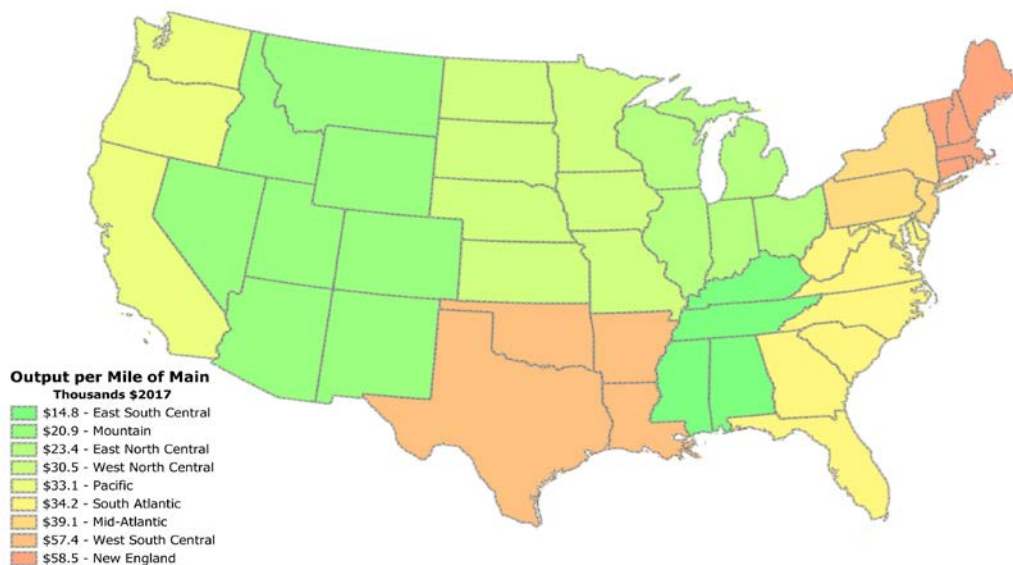 Output per Mile of Main
Thousands $2017
$14.8 - East South Central
$20.9 - Mountain
$23.4 - East North Central
$30.5 - West North Central
$33.1 - Pacific
$34.2 - South Atlantic
$39.1 - Mid-Atlantic
$57.4 - West South Central
$58.5 - New England